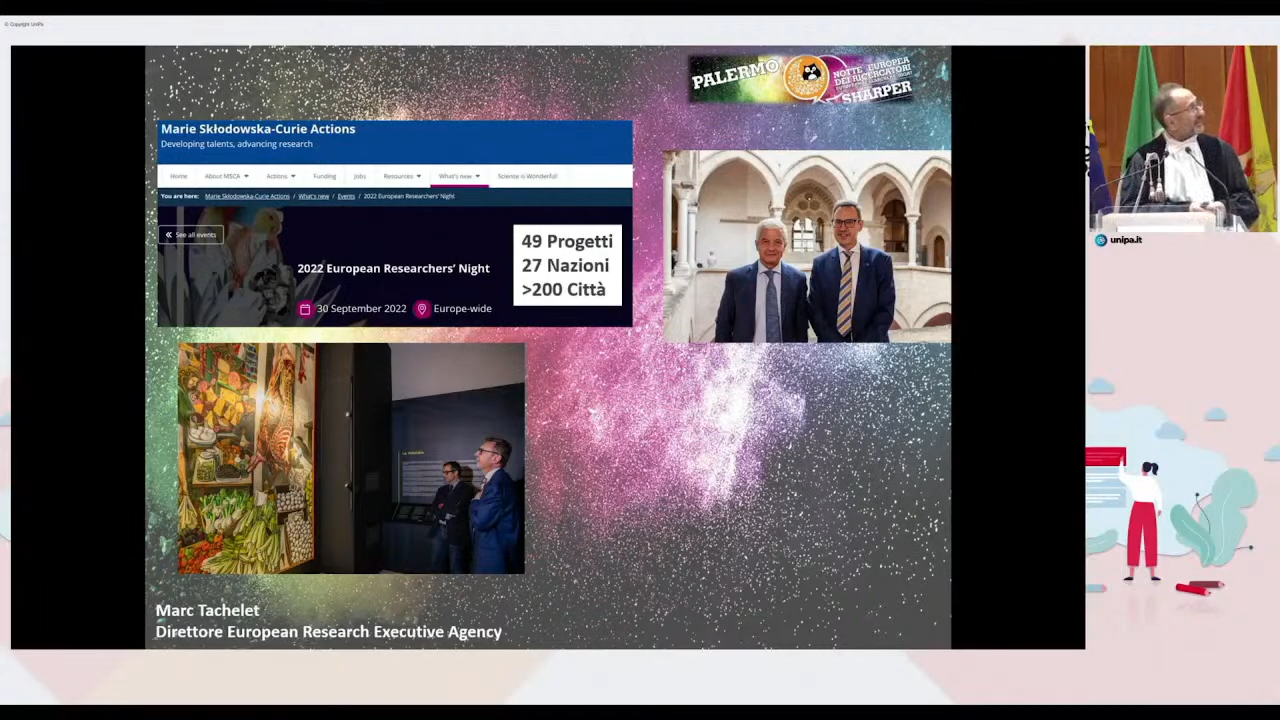 © Copyright UniPa
PALERMO
NOTTE EUROPEA
DEI RICERCATORI
SHARPER
Marie Skłodowska-Curie Actions
Developing talents, advancing research
Home About MSCA Actions Funding Jobs Resources What's new Science is Wonderful!
You are here: Marie Skłodowska-Curie Actions / What's new / Events / 2022 European Researchers' Night
« See all events
49 Progetti
27 Nazioni
>200 Città
2022 European Researchers' Night
30 September 2022 Europe-wide
unipa.it
Marc Tachelet
Direttore European Research Executive Agency